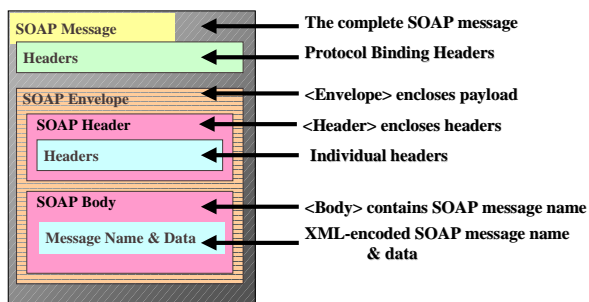 SOAP Message
The complete SOAP message
Headers
Protocol Binding Headers
SOAP Envelope
<Envelope> encloses payload
SOAP Header
<Header> encloses headers
Headers
Individual headers
SOAP Body
<Body> contains SOAP message name
Message Name & Data
XML-encoded SOAP message name
& data